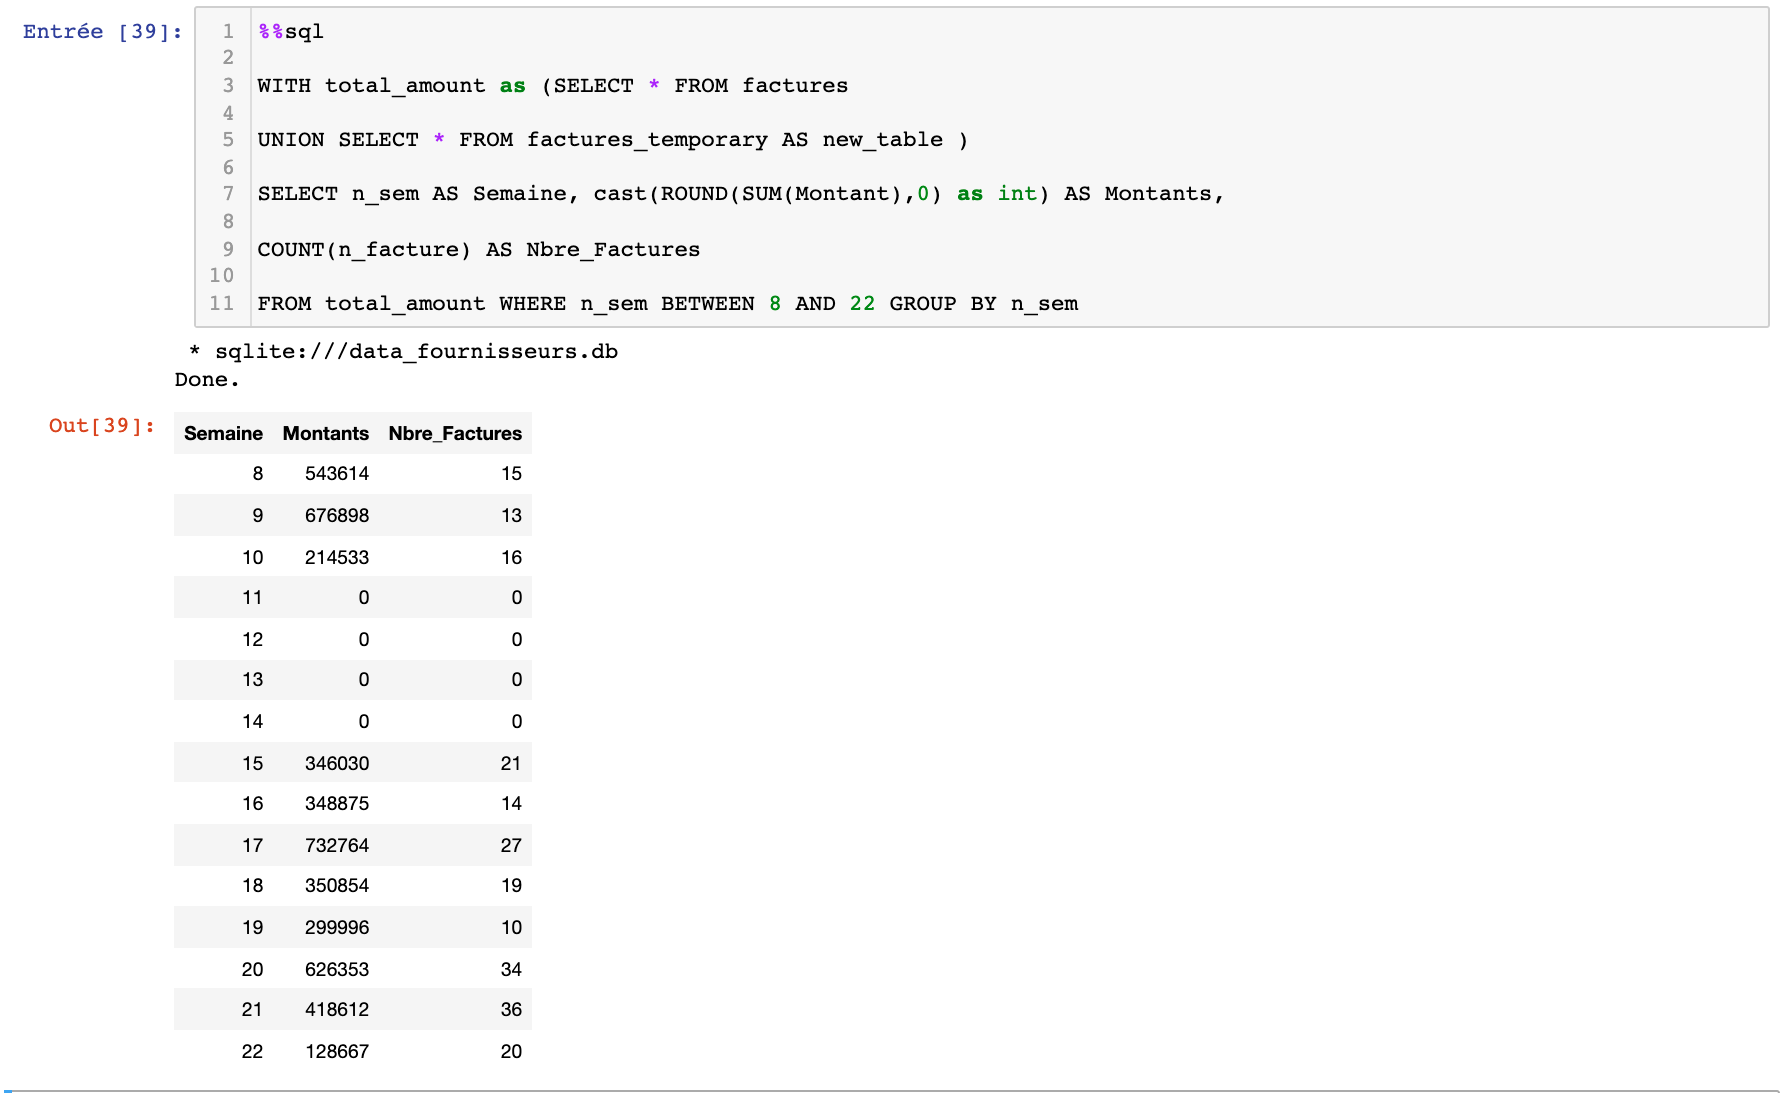 Entrée [39]:
1 %%sql
2
3 WITH total_amount as (SELECT * FROM factures
4
5 UNION SELECT * FROM factures_temporary AS new_table )
6
7 SELECT n_sem AS Semaine, cast(ROUND(SUM(Montant),0) as int) AS Montants,
8
9 COUNT(n_facture) AS Nbre_Factures
10
11 FROM total_amount WHERE n_sem BETWEEN 8 AND 22 GROUP BY n_sem
* sqlite:///data_fournisseurs.db
Done.
Out[39]:
Semaine Montants Nbre_Factures
8 543614 15
9 676898 13
10 214533 16
11 0 0
12 0 0
13 0 0
14 0 0
15 346030 21
16 348875 14
17 732764 27
18 350854 19
19 299996 10
20 626353 34
21 418612 36
22 128667 20